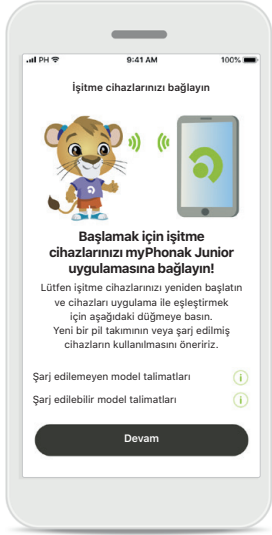 PH 9:41 AM 100%
İşitme cihazlarınızı bağlayın
Başlamak için işitme
cihazlarınızı myPhonak Junior
uygulamasına bağlayın!
Lütfen işitme cihazlarınızı yeniden başlatın
ve cihazları uygulama ile eşleştirmek
için aşağıdaki düğmeye basın.
Yeni bir pil takımının veya şarj edilmiş
cihazların kullanılmasını öneririz.
Şarj edilemeyen model talimatları i
Şarj edilebilir model talimatları i
Devam